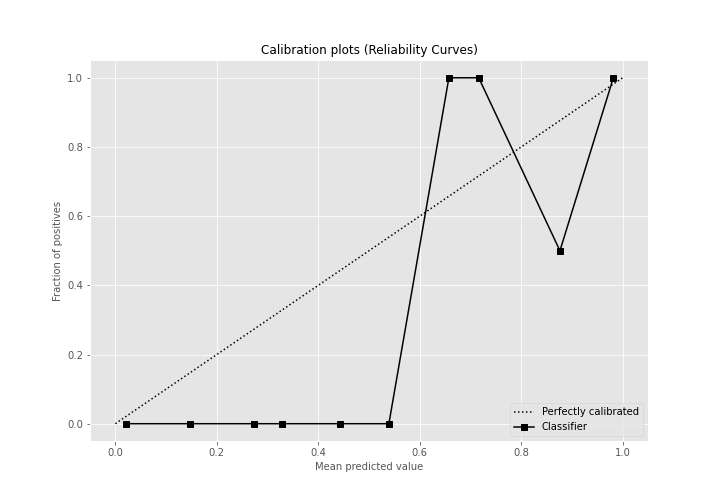 Calibration plots (Reliability Curves)
Fraction of positives
1.0
0.8
0.6
0.4
0.2
0.0
0.0 0.2 0.4 0.6 0.8 1.0
Mean predicted value
Perfectly calibrated
Classifier